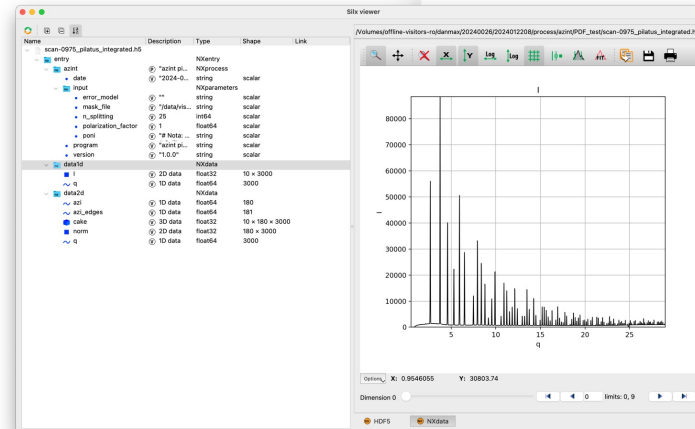 Silx viewer
Name Description Type Shape Link
scan-0975_pilatus_integrated.h5
entry NXentry
azint "azint pi... NXprocess
date "2024-0... string scalar
input NXparameters
error_model "" string scalar
mask_file "/data/vis... string scalar
n_splitting 25 int64 scalar
polarization_factor 1 float64 scalar
poni "# Nota: ... string scalar
program "azint pi... string scalar
version "1.0.0" string scalar
data1d NXdata
I 2D data float32 10 × 3000
q 1D data float64 3000
data2d NXdata
azi 1D data float64 180
azi_edges 1D data float64 181
cake 3D data float32 10 × 180 × 3000
norm 2D data float32 180 × 3000
q 1D data float64 3000
/Volumes/offline-visitors-ro/danmax/20240026/2024012208/process/azint/PDF_test/scan-0975_pilatus_integrated.h
X Y Log Log FIT
I
80000
70000
60000
50000
40000
30000
20000
10000
0
I
5 10 15 20 25
q
Options X: 0.9546055 Y: 30803.74
Dimension 0 0 limits: 0, 9
HDF5 NXdata